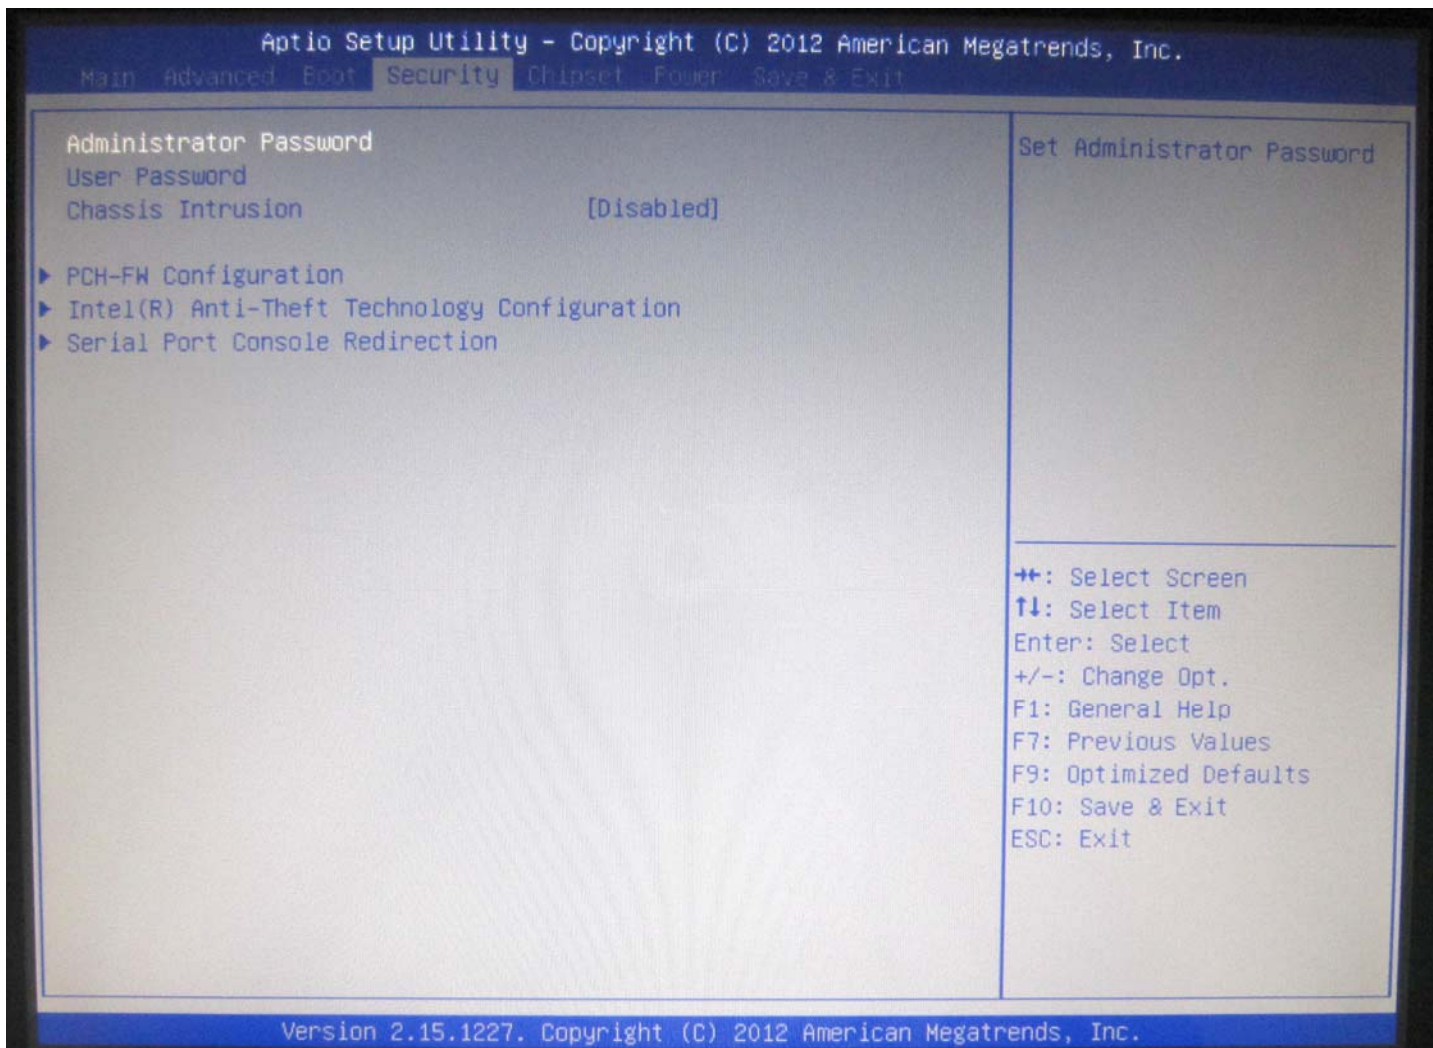 Aptio Setup Utility – Copyright (C) 2012 American Megatrends, Inc.
Main Advanced Boot Security Chipset Power Save & Exit
Administrator Password
User Password
Chassis Intrusion [Disabled]
PCH-FW Configuration
Intel(R) Anti-Theft Technology Configuration
Serial Port Console Redirection
Set Administrator Password
→←: Select Screen
↑↓: Select Item
Enter: Select
+/-: Change Opt.
F1: General Help
F7: Previous Values
F9: Optimized Defaults
F10: Save & Exit
ESC: Exit
Version 2.15.1227. Copyright (C) 2012 American Megatrends, Inc.